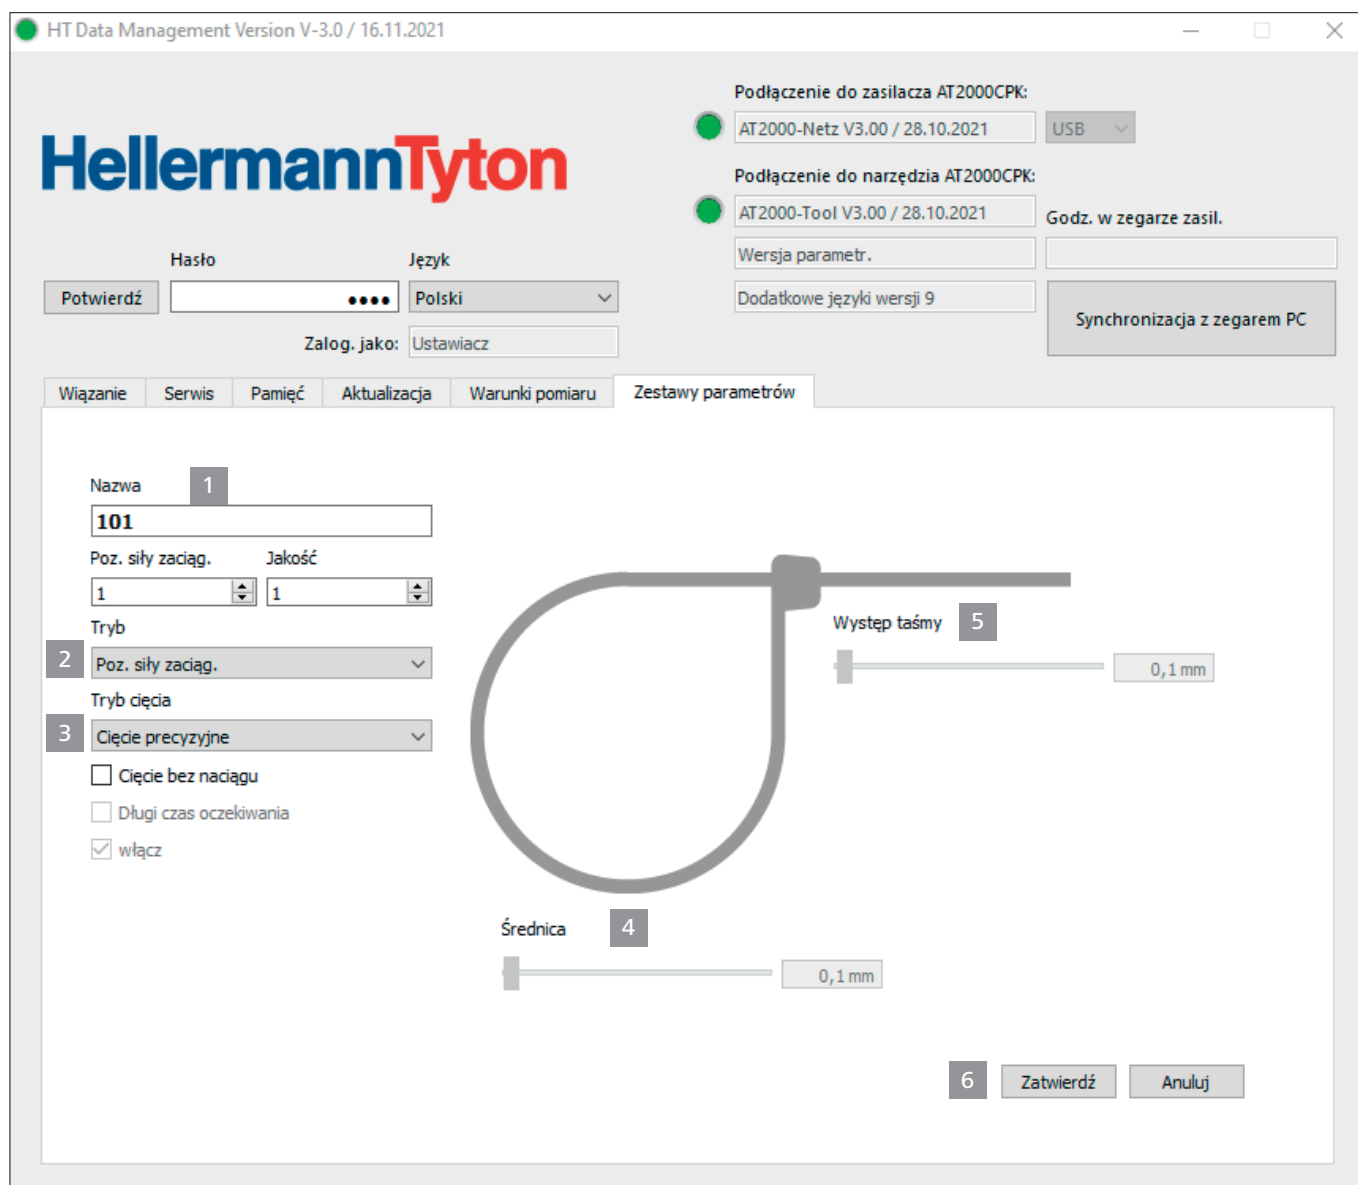 HT Data Management Version V-3.0 / 16.11.2021
HellermannTyton
Podłączenie do zasilacza AT2000CPK:
AT2000-Netz V3.00 / 28.10.2021
USB
Podłączenie do narzędzia AT2000CPK:
AT2000-Tool V3.00 / 28.10.2021
Godz. w zegarze zasil.
Wersja parametr.
Dodatkowe języki wersji 9
Synchronizacja z zegarem PC
Hasło
Język
Potwierdź
●●●●
Polski
Zalog. jako:
Ustawiacz
Wiązanie
Serwis
Pamięć
Aktualizacja
Warunki pomiaru
Zestawy parametrów
Nazwa
1
101
Poz. siły zaciąg.
Jakość
1
1
Tryb
2
Poz. siły zaciąg.
Tryb cięcia
3
Cięcie precyzyjne
Cięcie bez naciągu
Długi czas oczekiwania
włącz
Występ taśmy
5
0,1 mm
Średnica
4
0,1 mm
6
Zatwierdź
Anuluj